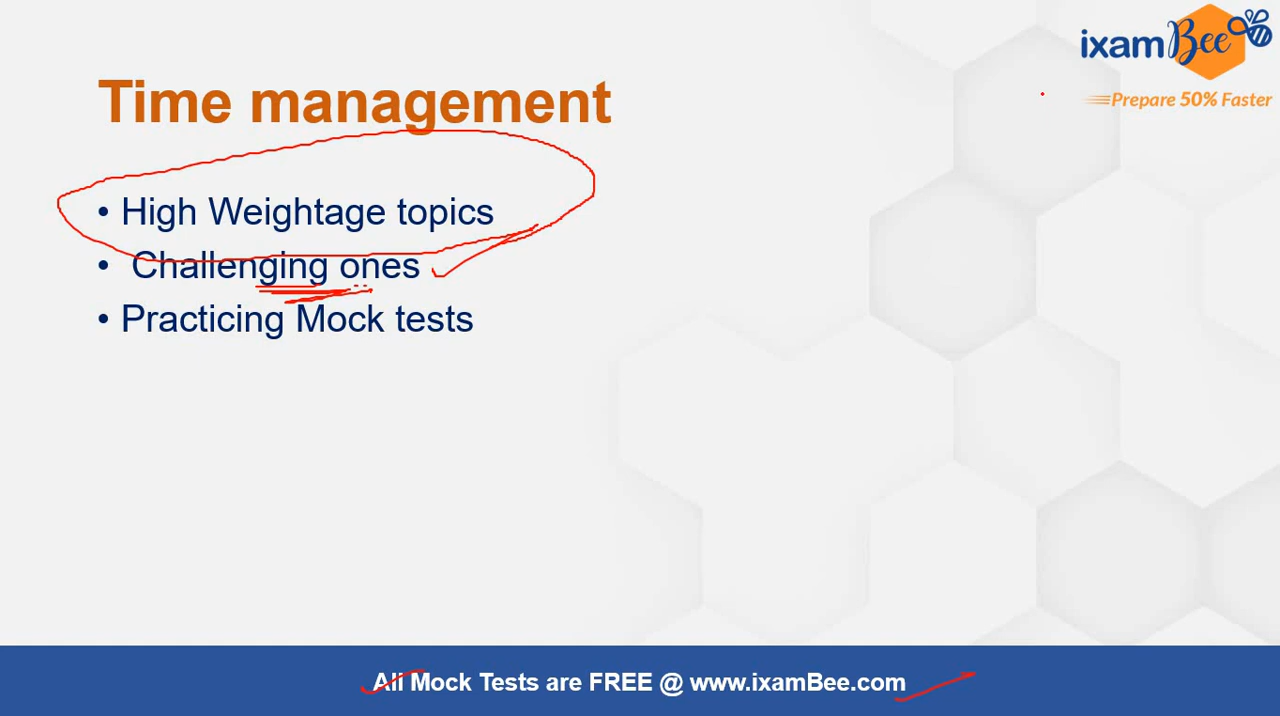 ixamBee
Prepare 50% Faster
Time management
• High Weightage topics
• Challenging ones
• Practicing Mock tests
All Mock Tests are FREE @ www.ixamBee.com